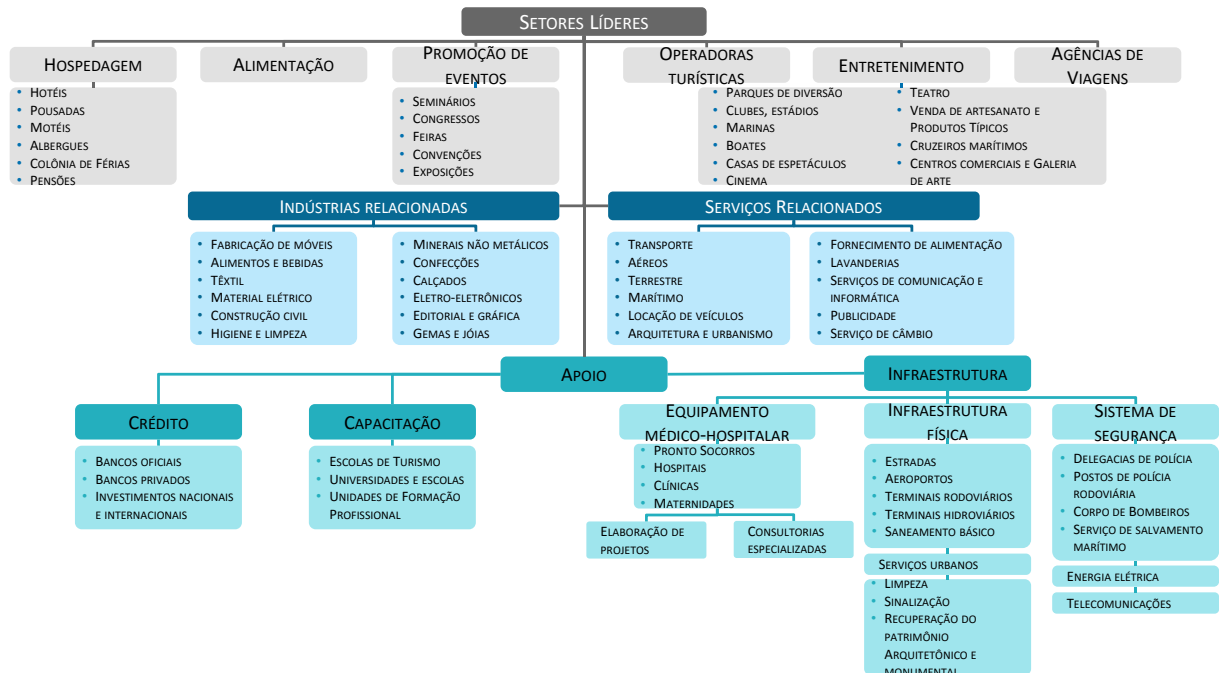 SETORES LÍDERES
HOSPEDAGEM
ALIMENTAÇÃO
PROMOÇÃO DE
EVENTOS
OPERADORAS
TURÍSTICAS
ENTRETENIMENTO
AGÊNCIAS DE
VIAGENS
• HOTÉIS
• POUSADAS
• MOTÉIS
• ALBERGUES
• COLÔNIA DE FÉRIAS
• PENSÕES
• SEMINÁRIOS
• CONGRESSOS
• FEIRAS
• CONVENÇÕES
• EXPOSIÇÕES
• PARQUES DE DIVERSÃO
• CLUBES, ESTÁDIOS
• MARINAS
• BOATES
• CASAS DE ESPETÁCULOS
• CINEMA
• TEATRO
• VENDA DE ARTESANATO E
PRODUTOS TÍPICOS
• CRUZEIROS MARÍTIMOS
• CENTROS COMERCIAIS E GALERIA
DE ARTE
INDÚSTRIAS RELACIONADAS
• FABRICAÇÃO DE MÓVEIS
• ALIMENTOS E BEBIDAS
• TÊXTIL
• MATERIAL ELÉTRICO
• CONSTRUÇÃO CIVIL
• HIGIENE E LIMPEZA
• MINERAIS NÃO METÁLICOS
• CONFECÇÕES
• CALÇADOS
• ELETRO-ELETRÔNICOS
• EDITORIAL E GRÁFICA
• GEMAS E JÓIAS
SERVIÇOS RELACIONADOS
• TRANSPORTE
• AÉREOS
• TERRESTRE
• MARÍTIMO
• LOCAÇÃO DE VEÍCULOS
• ARQUITETURA E URBANISMO
• FORNECIMENTO DE ALIMENTAÇÃO
• LAVANDERIAS
• SERVIÇOS DE COMUNICAÇÃO E
INFORMÁTICA
• PUBLICIDADE
• SERVIÇO DE CÂMBIO
APOIO
INFRAESTRUTURA
CRÉDITO
• BANCOS OFICIAIS
• BANCOS PRIVADOS
• INVESTIMENTOS NACIONAIS
E INTERNACIONAIS
CAPACITAÇÃO
• ESCOLAS DE TURISMO
• UNIVERSIDADES E ESCOLAS
• UNIDADES DE FORMAÇÃO
PROFISSIONAL
EQUIPAMENTO
MÉDICO-HOSPITALAR
• PRONTO SOCORROS
• HOSPITAIS
• CLÍNICAS
• MATERNIDADES
ELABORAÇÃO DE
PROJETOS
CONSULTORIAS
ESPECIALIZADAS
INFRAESTRUTURA
FÍSICA
• ESTRADAS
• AEROPORTOS
• TERMINAIS RODOVIÁRIOS
• TERMINAIS HIDROVIÁRIOS
• SANEAMENTO BÁSICO
SERVIÇOS URBANOS
• LIMPEZA
• SINALIZAÇÃO
• RECUPERAÇÃO DO
PATRIMÔNIO
ARQUITETÔNICO E
MONUMENTAL
SISTEMA DE
SEGURANÇA
• DELEGACIAS DE POLÍCIA
• POSTOS DE POLÍCIA
RODOVIÁRIA
• CORPO DE BOMBEIROS
• SERVIÇO DE SALVAMENTO
MARÍTIMO
ENERGIA ELÉTRICA
TELECOMUNICAÇÕES